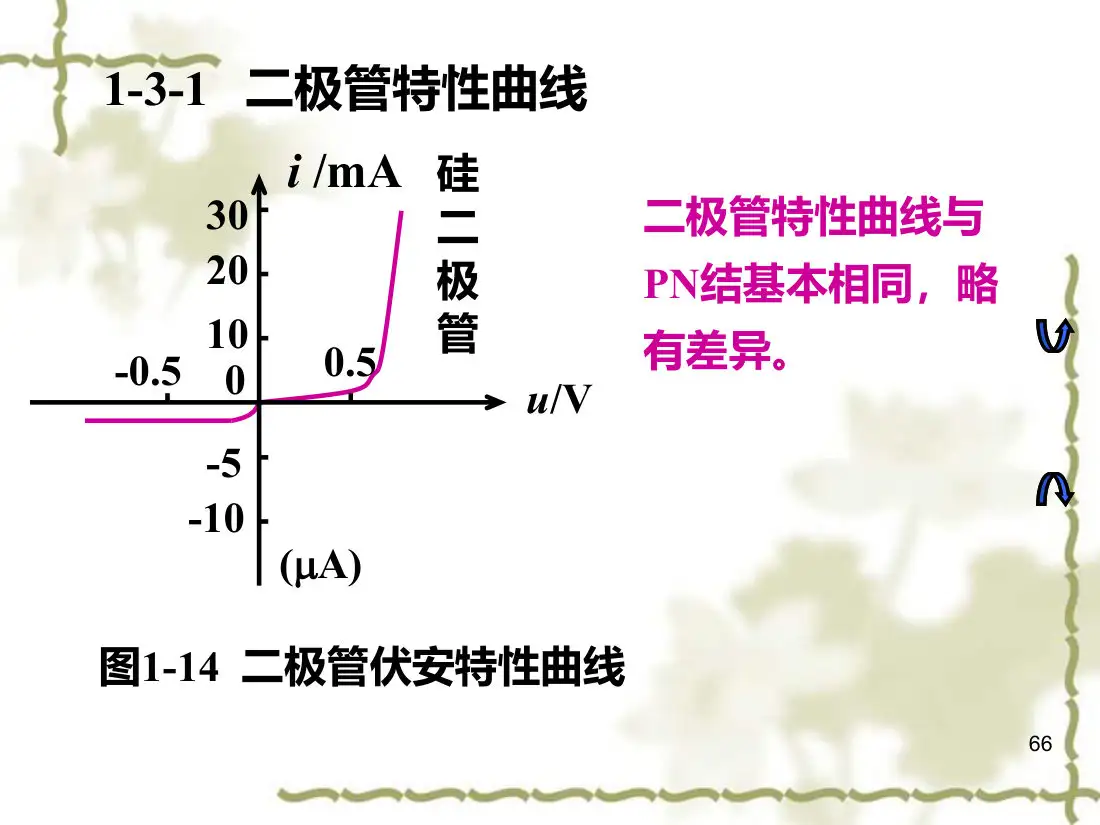 1-3-1 二极管特性曲线
i /mA
硅二极管
30
20
10
0
-0.5
0.5
u/V
-5
-10
(μA)
二极管特性曲线与
PN结基本相同，略
有差异。
图1-14 二极管伏安特性曲线
66